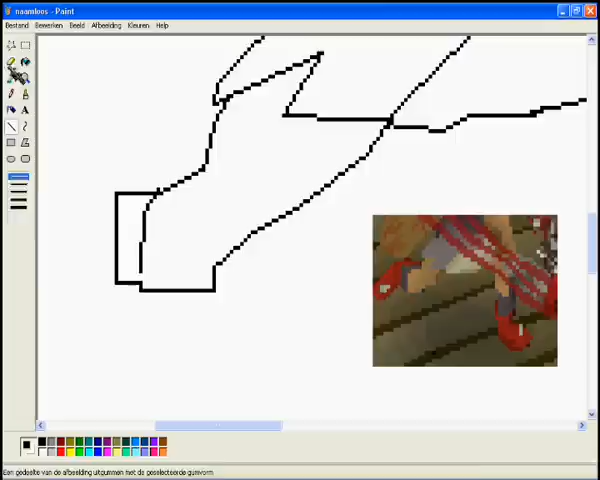 naamloos - Paint
Bestand Bewerken Beeld Afbeelding Kleuren Help
A
Een gedeelte van de afbeelding uitgummen met de geselecteerde gumvorm